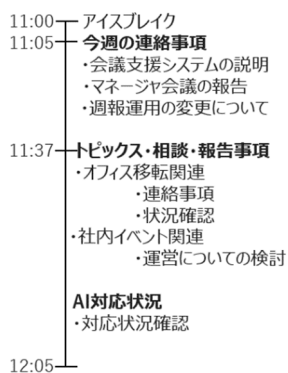 11:00 アイスブレイク
11:05 今週の連絡事項
・会議支援システムの説明
・マネージャ会議の報告
・週報運用の変更について
11:37 トピックス・相談・報告事項
・オフィス移転関連
・連絡事項
・状況確認
・社内イベント関連
・運営についての検討
AI対応状況
・対応状況確認
12:05